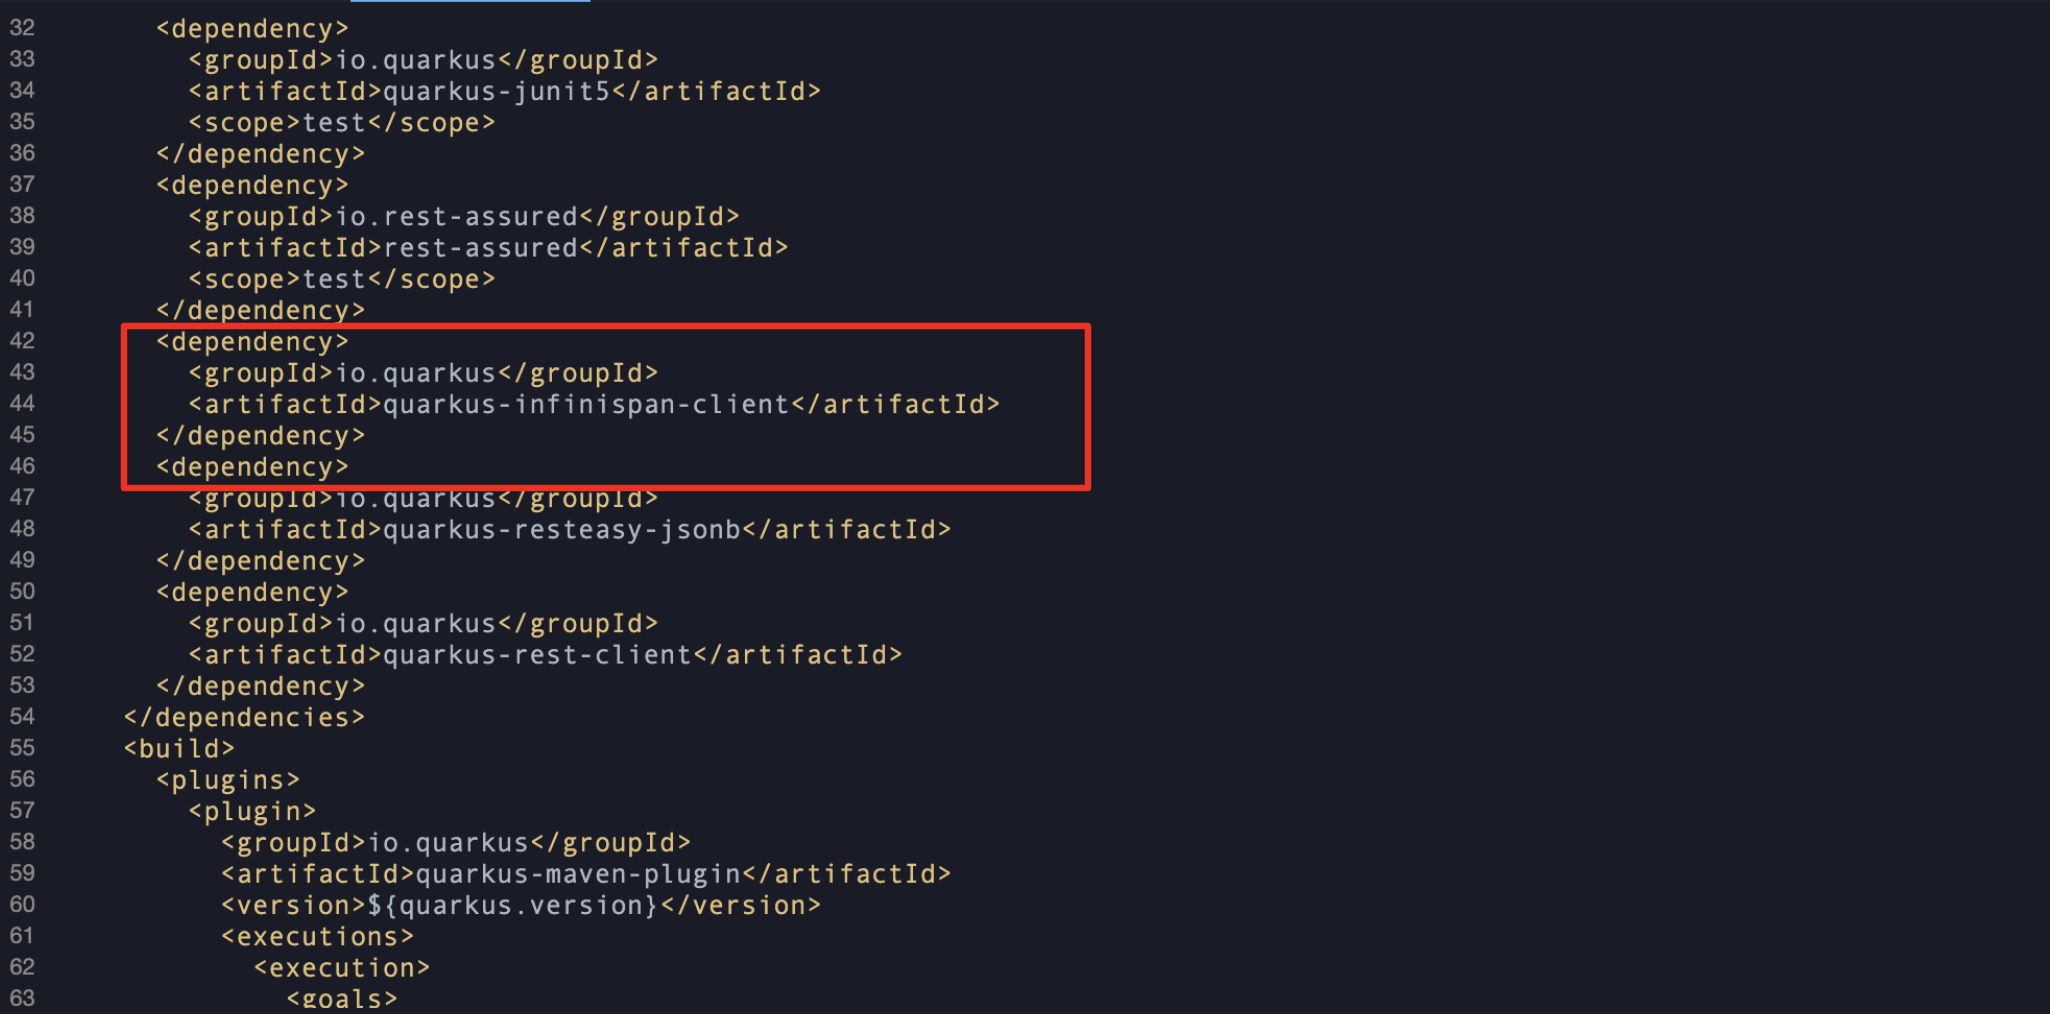 32 <dependency>
33 <groupId>io.quarkus</groupId>
34 <artifactId>quarkus-junit5</artifactId>
35 <scope>test</scope>
36 </dependency>
37 <dependency>
38 <groupId>io.rest-assured</groupId>
39 <artifactId>rest-assured</artifactId>
40 <scope>test</scope>
41 </dependency>
42 <dependency>
43 <groupId>io.quarkus</groupId>
44 <artifactId>quarkus-infinispan-client</artifactId>
45 </dependency>
46 <dependency>
47 <groupId>io.quarkus</groupId>
48 <artifactId>quarkus-resteasy-jsonb</artifactId>
49 </dependency>
50 <dependency>
51 <groupId>io.quarkus</groupId>
52 <artifactId>quarkus-rest-client</artifactId>
53 </dependency>
54 </dependencies>
55 <build>
56 <plugins>
57 <plugin>
58 <groupId>io.quarkus</groupId>
59 <artifactId>quarkus-maven-plugin</artifactId>
60 <version>${quarkus.version}</version>
61 <executions>
62 <execution>
63 <goals>